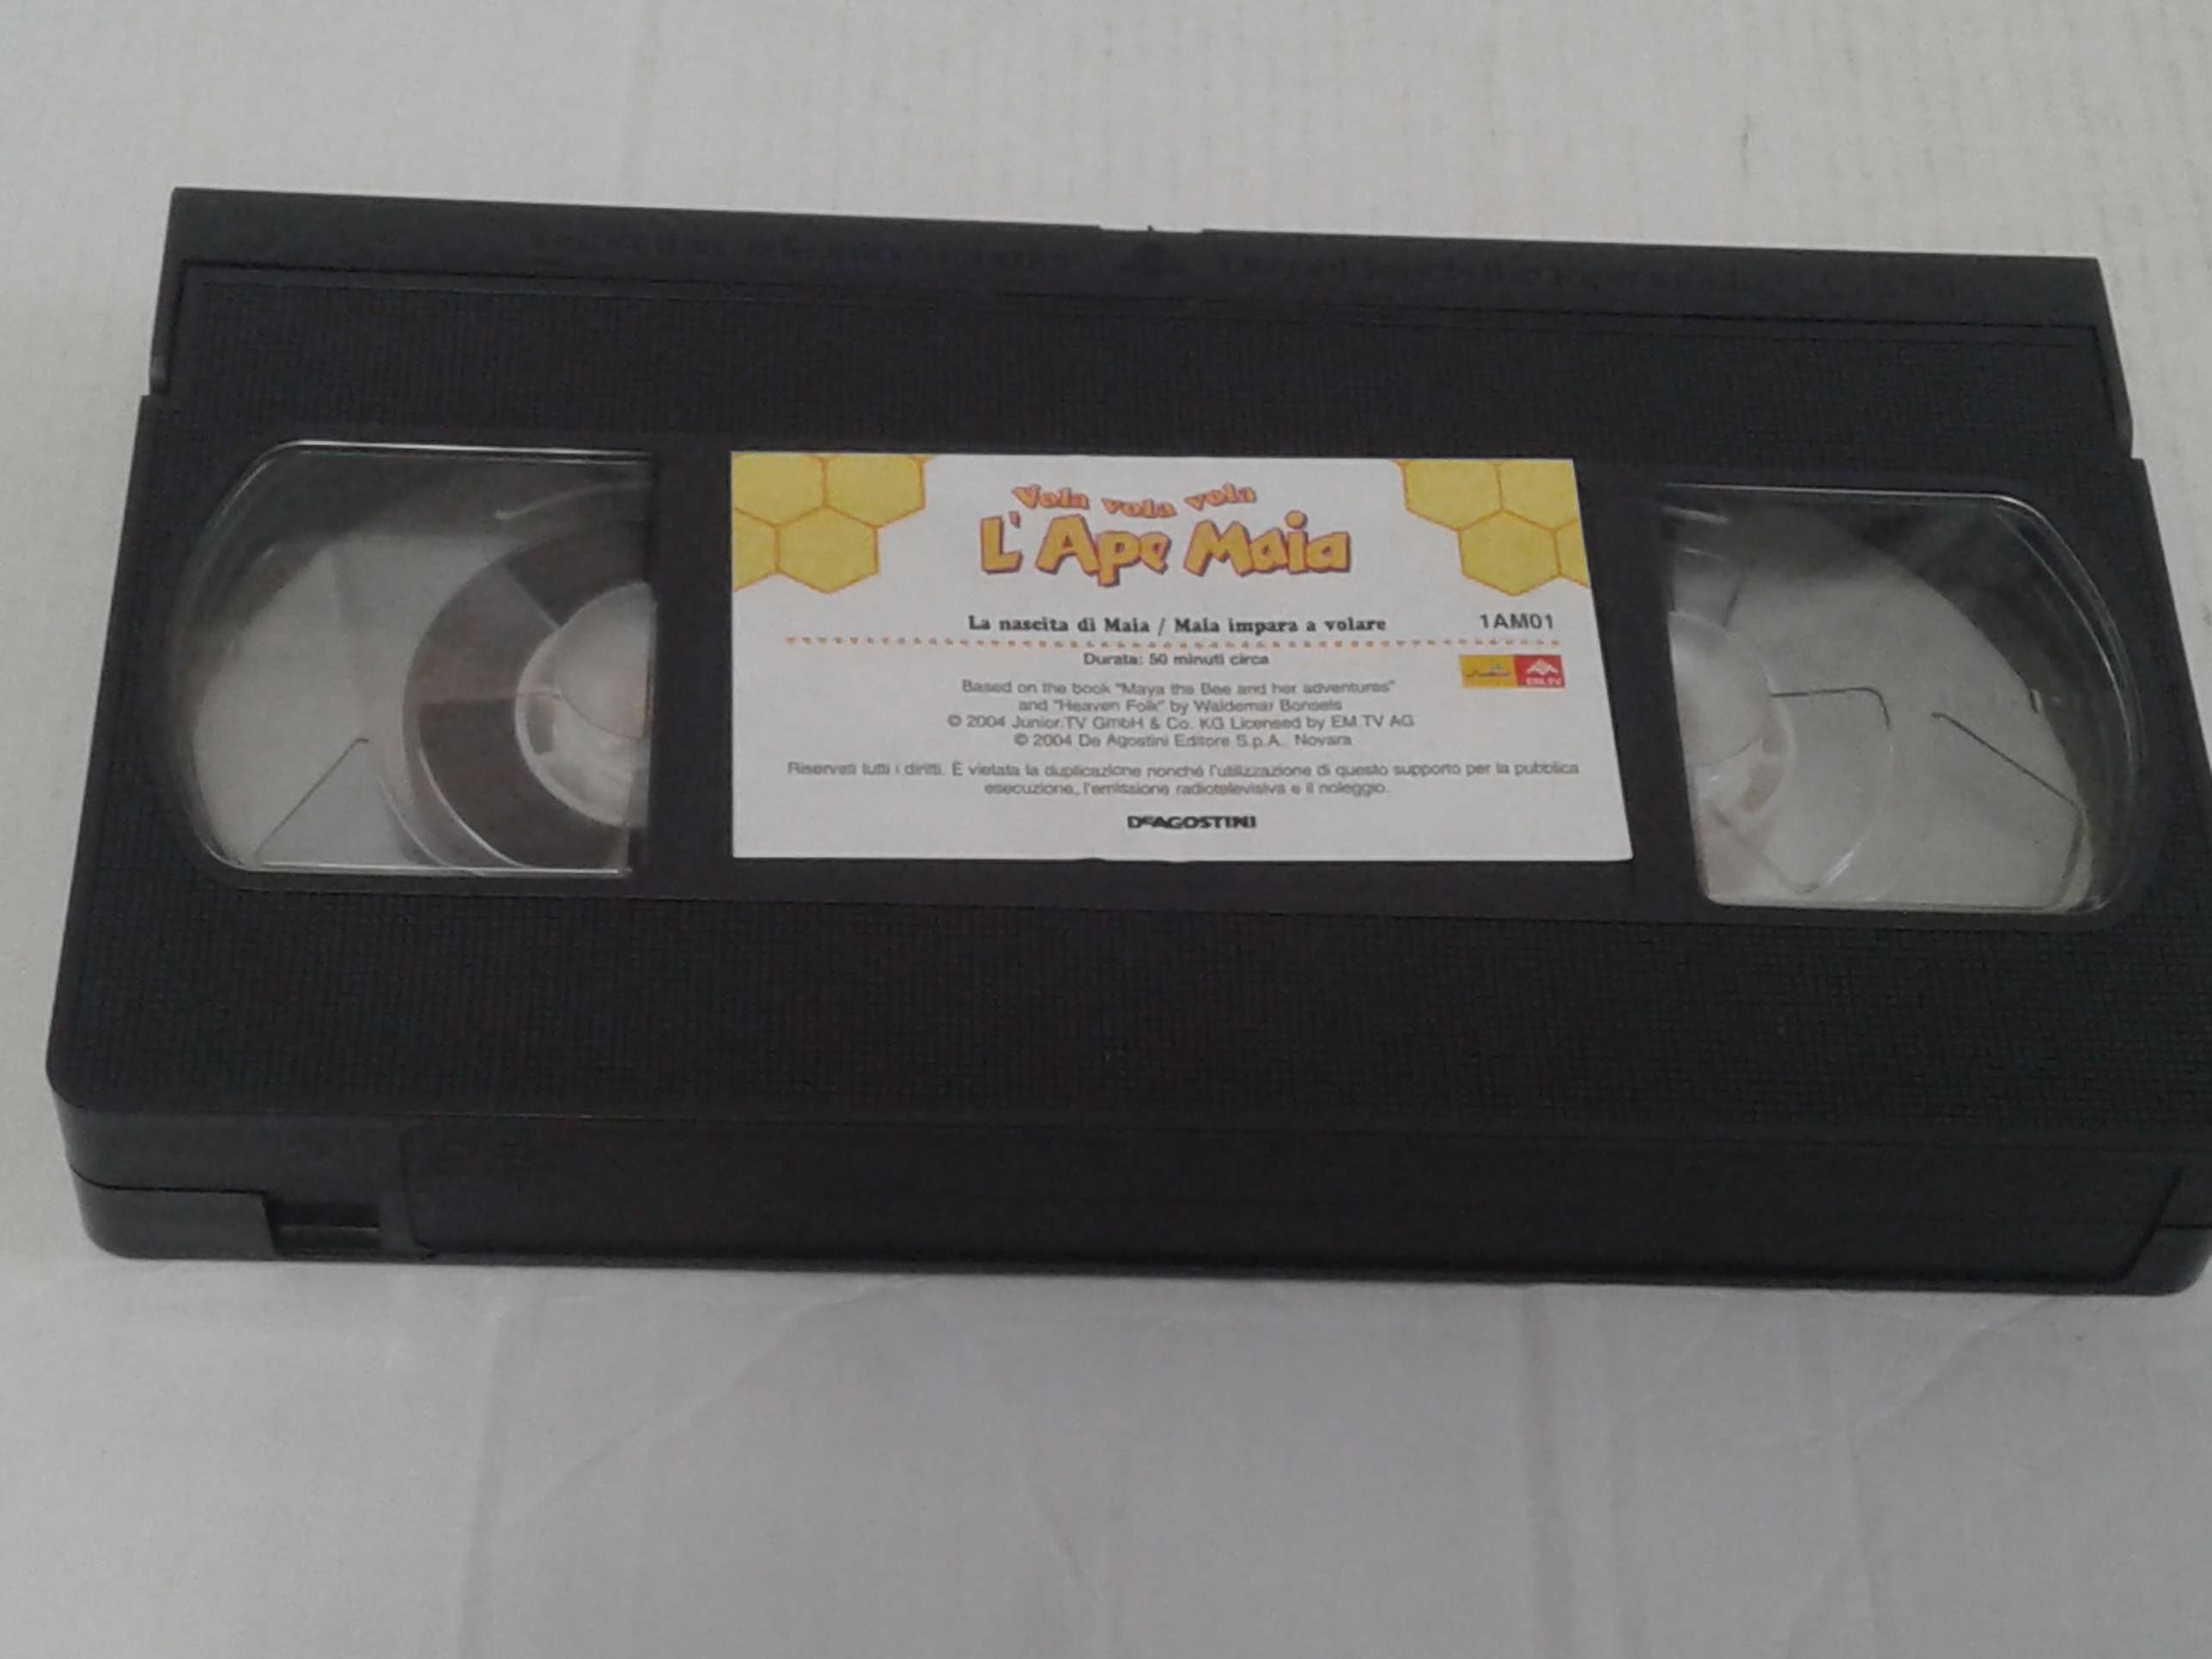 Vola vola vola
L'Ape Maia
La nascita di Maia / Maia impara a volare 1AM01
Durata: 50 minuti circa
Based on the book "Maya the Bee and her adventures"
and "Heaven Folk" by Waldemar Bonsels
© 2004 Junior.TV GmbH & Co. KG Licensed by EM.TV AG
© 2004 De Agostini Editore S.p.A. Novara
Riservati tutti i diritti. È vietata la duplicazione nonché l'utilizzazione di questo supporto per la pubblica
esecuzione, l'emissione radiotelevisiva e il noleggio.
DeAGOSTINI